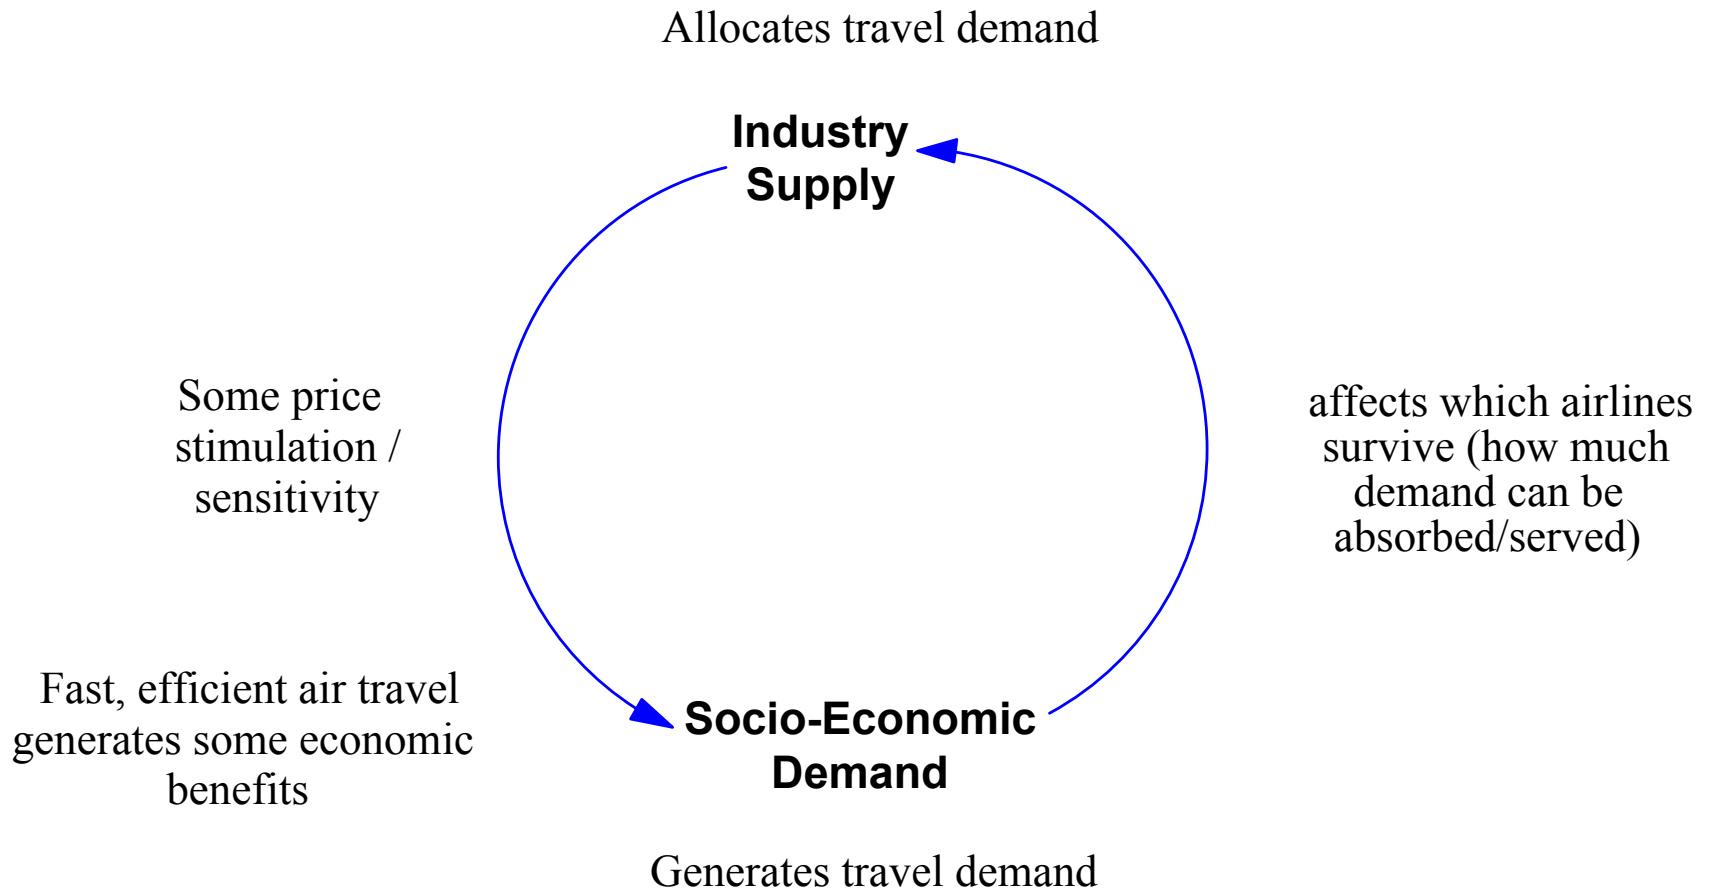 Allocates travel demand
Industry
Supply
Some price
stimulation /
sensitivity
affects which airlines
survive (how much
demand can be
absorbed/served)
Fast, efficient air travel
generates some economic
benefits
Socio-Economic
Demand
Generates travel demand